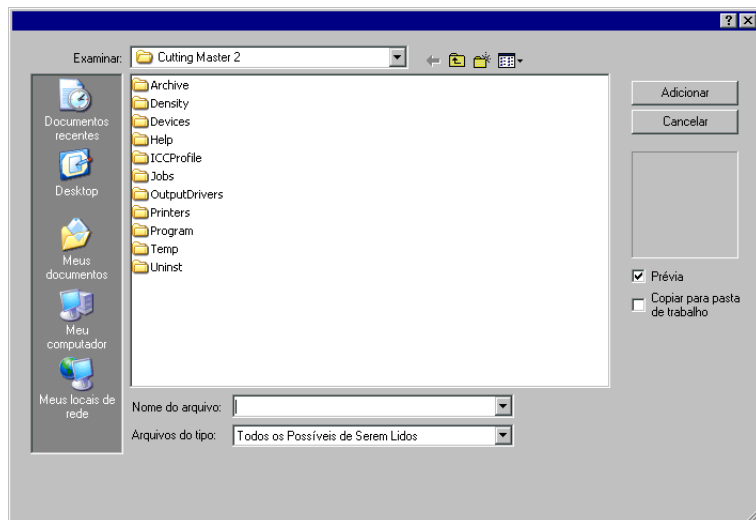 Examinar:
Cutting Master 2
Documentos
recentes
Desktop
Meus
documentos
Meu
computador
Meus locais de
rede
Archive
Density
Devices
Help
ICCProfile
Jobs
OutputDrivers
Printers
Program
Temp
Uninst
Adicionar
Cancelar
Prévia
Copiar para pasta
de trabalho
Nome do arquivo:
Arquivos do tipo:
Todos os Possíveis de Serem Lidos